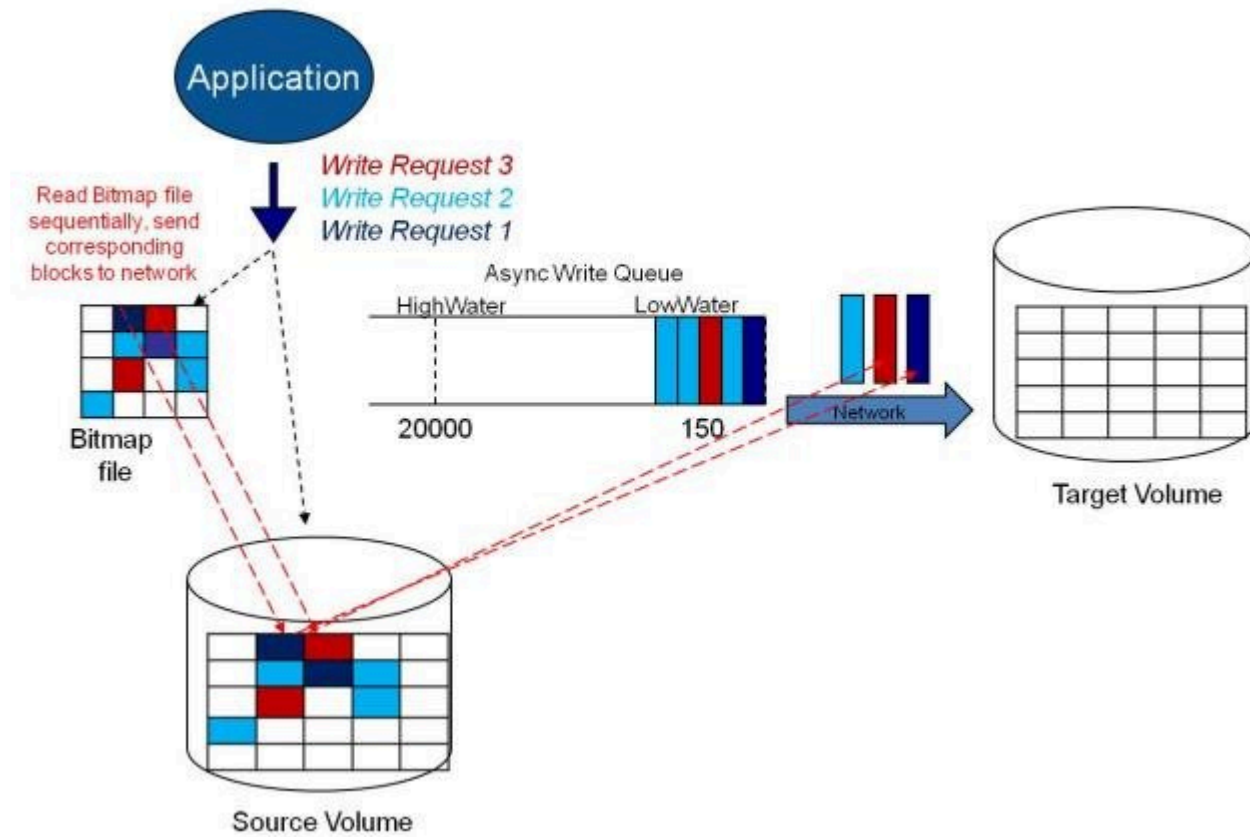 Application
Write Request 3
Write Request 2
Write Request 1
Read Bitmap file
sequentially, send
corresponding
blocks to network
Async Write Queue
HighWater
LowWater
20000
150
Network
Bitmap
file
Target Volume
Source Volume